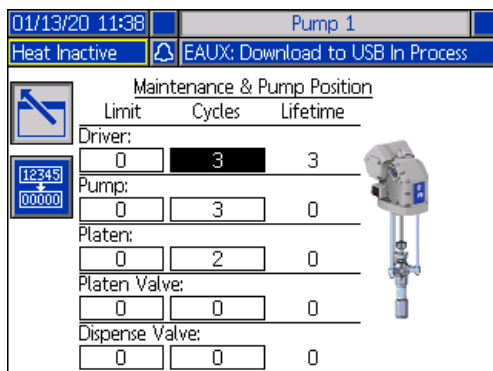 01/13/20 11:38 Pump 1
Heat Inactive EAUX: Download to USB In Process
Maintenance & Pump Position
Limit Cycles Lifetime
Driver:
0 3 3
12345
00000
Pump:
0 3 0
Platen:
0 2 0
Platen Valve:
0 0 0
Dispense Valve:
0 0 0